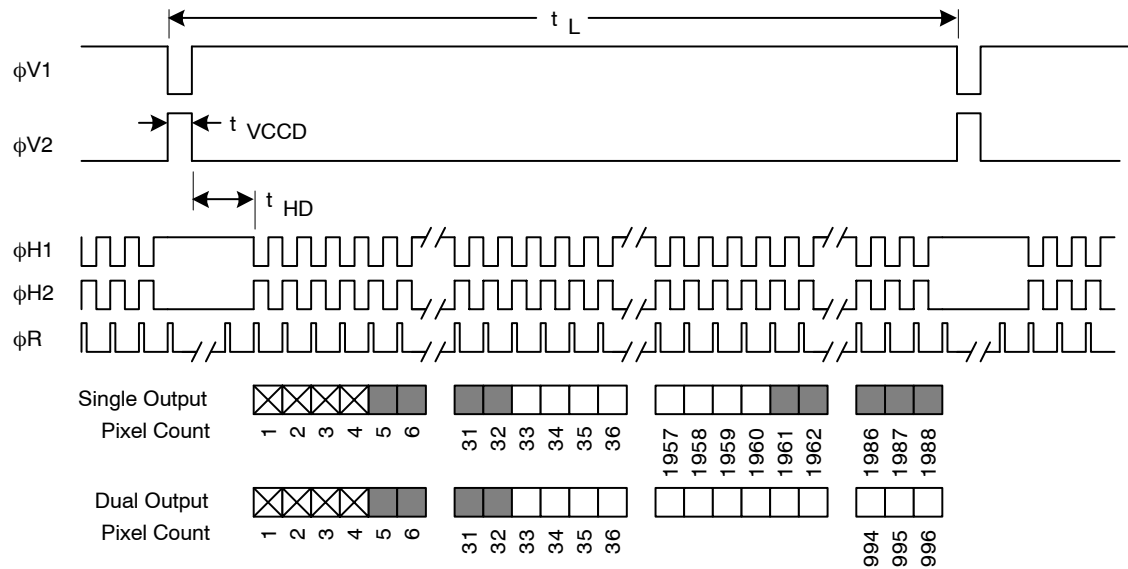 t L
φV1
t VCCD
φV2
t HD
φH1
φH2
φR
Single Output
Pixel Count
1 2 3 4 5 6 31 32 33 34 35 36 1957 1958 1959 1960 1961 1962 1986 1987 1988
Dual Output
Pixel Count
1 2 3 4 5 6 31 32 33 34 35 36 994 995 996